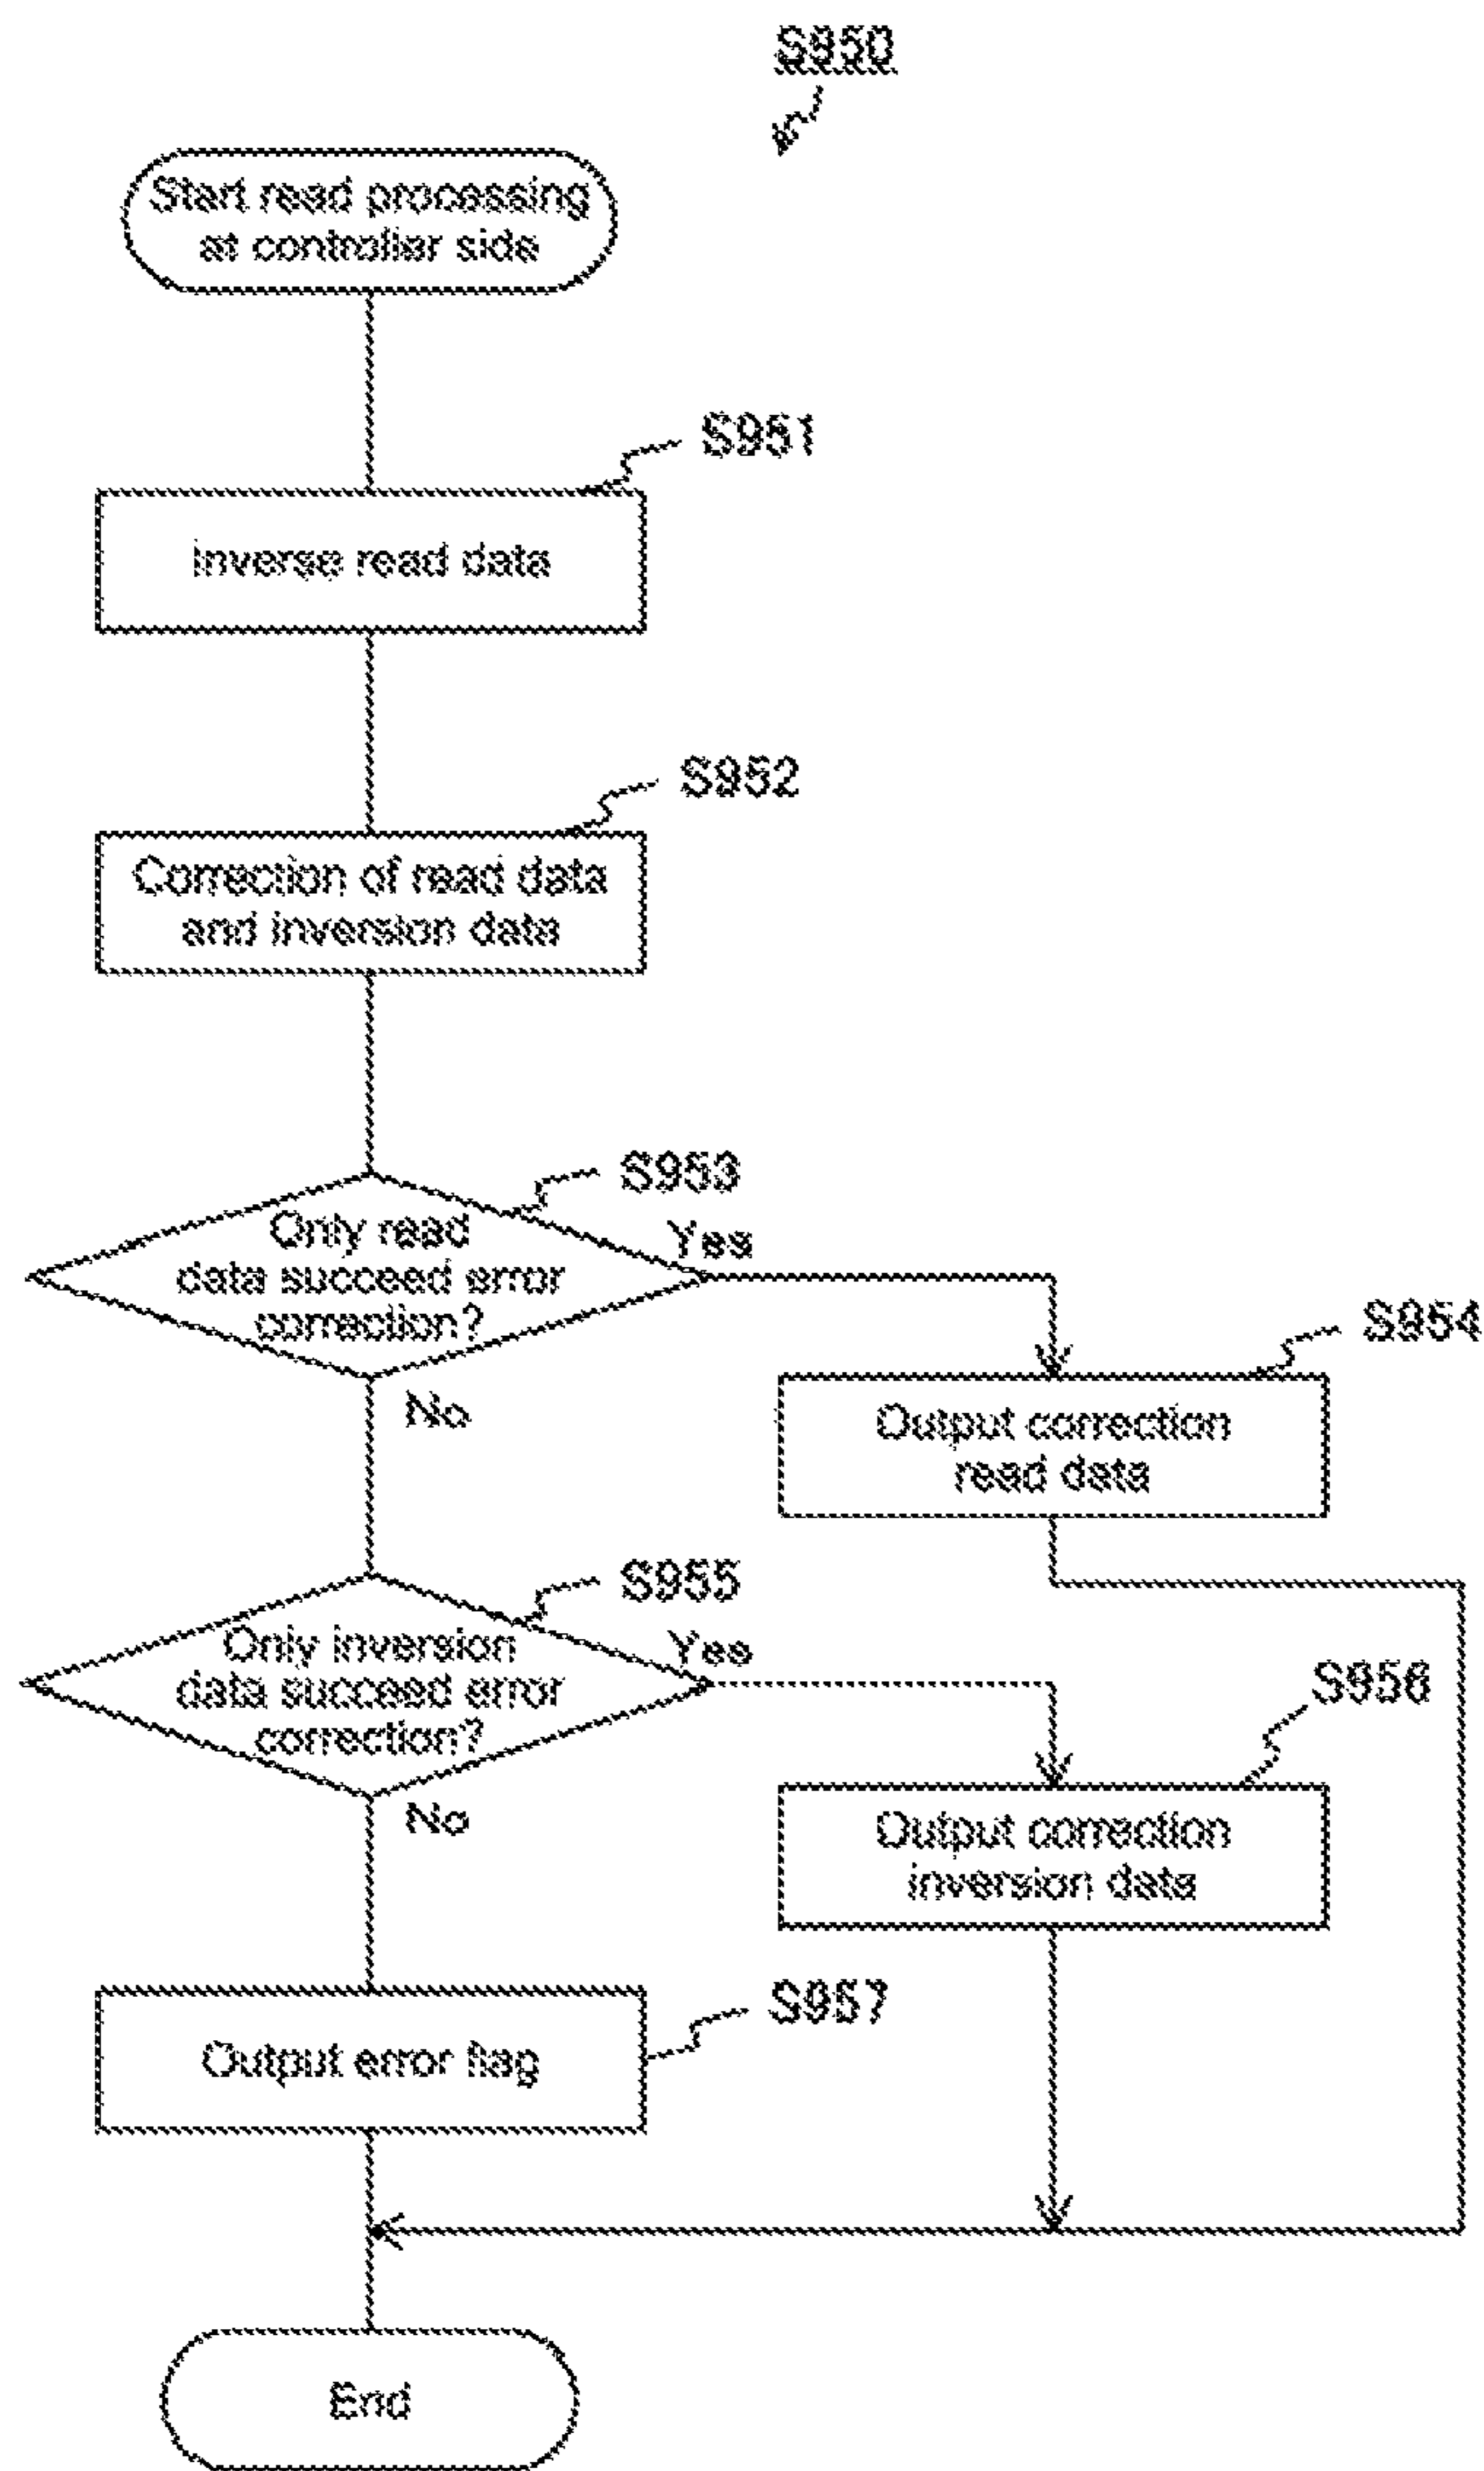 S950
Start read processing
at controller side
S951
Inverse read data
S952
Correction of read data
and inversion data
S953
Only read
data succeed error
correction?
Yes
No
S954
Output correction
read data
S955
Only inversion
data succeed error
correction?
Yes
No
S956
Output correction
inversion data
S957
Output error flag
End